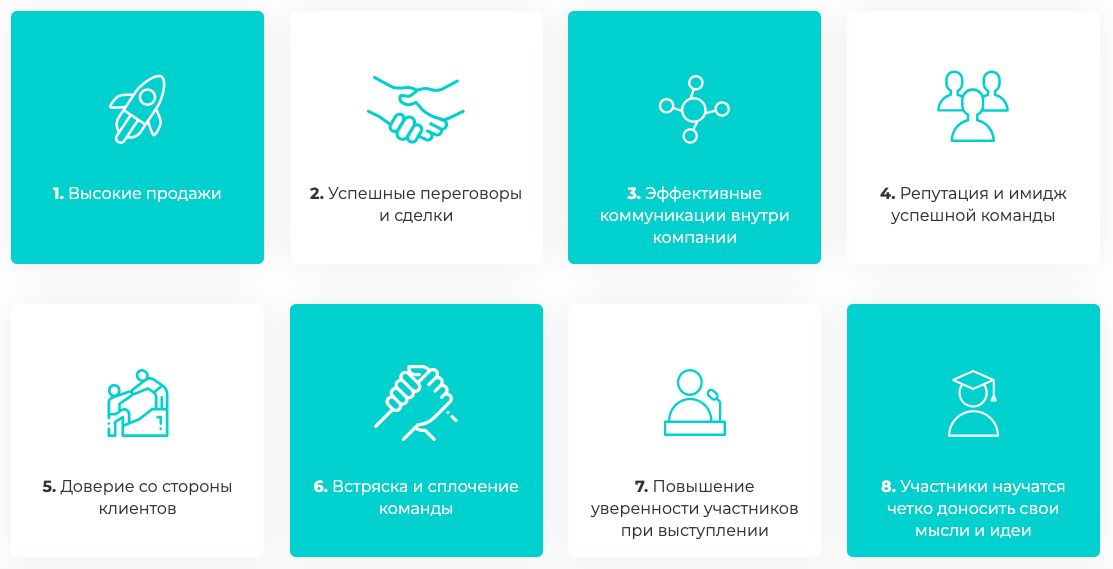 1. Высокие продажи
2. Успешные переговоры
и сделки
3. Эффективные
коммуникации внутри
компании
4. Репутация и имидж
успешной команды
5. Доверие со стороны
клиентов
6. Встряска и сплочение
команды
7. Повышение
уверенности участников
при выступлении
8. Участники научатся
четко доносить свои
мысли и идеи